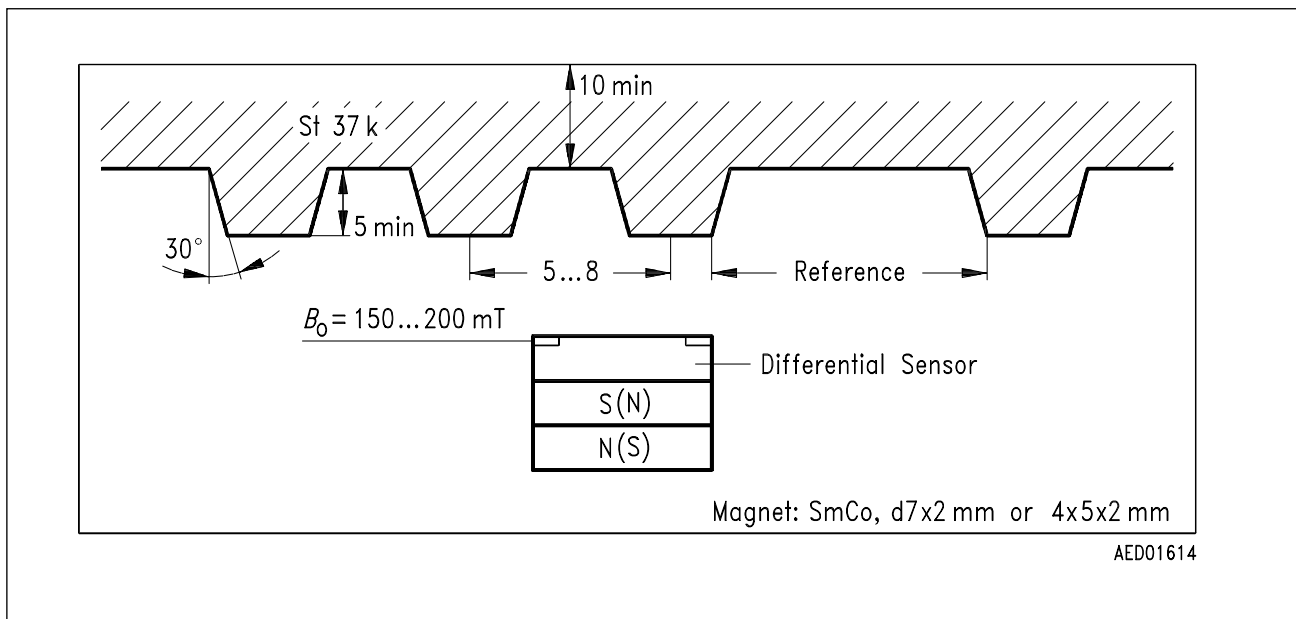 10 min
St 37 k
5 min
30°
5...8
Reference
B0 = 150...200 mT
Differential Sensor
S(N)
N(S)
Magnet: SmCo, d7x2 mm or 4x5x2 mm
AED01614